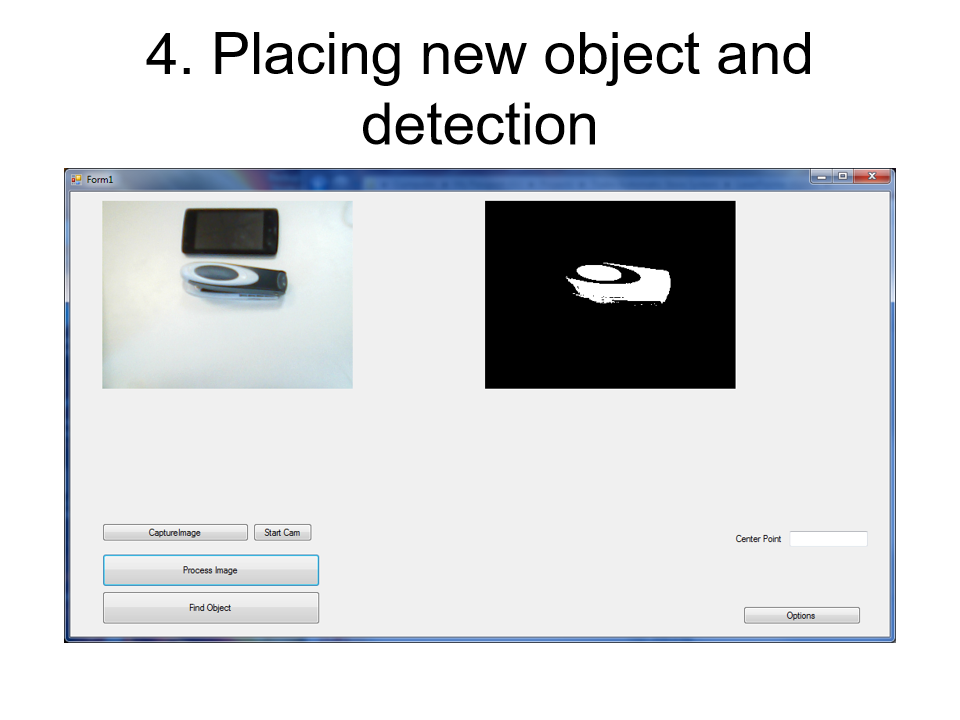 4. Placing new object and
detection
Form1
CaptureImage
Start Cam
Center Point
Process Image
Find Object
Options